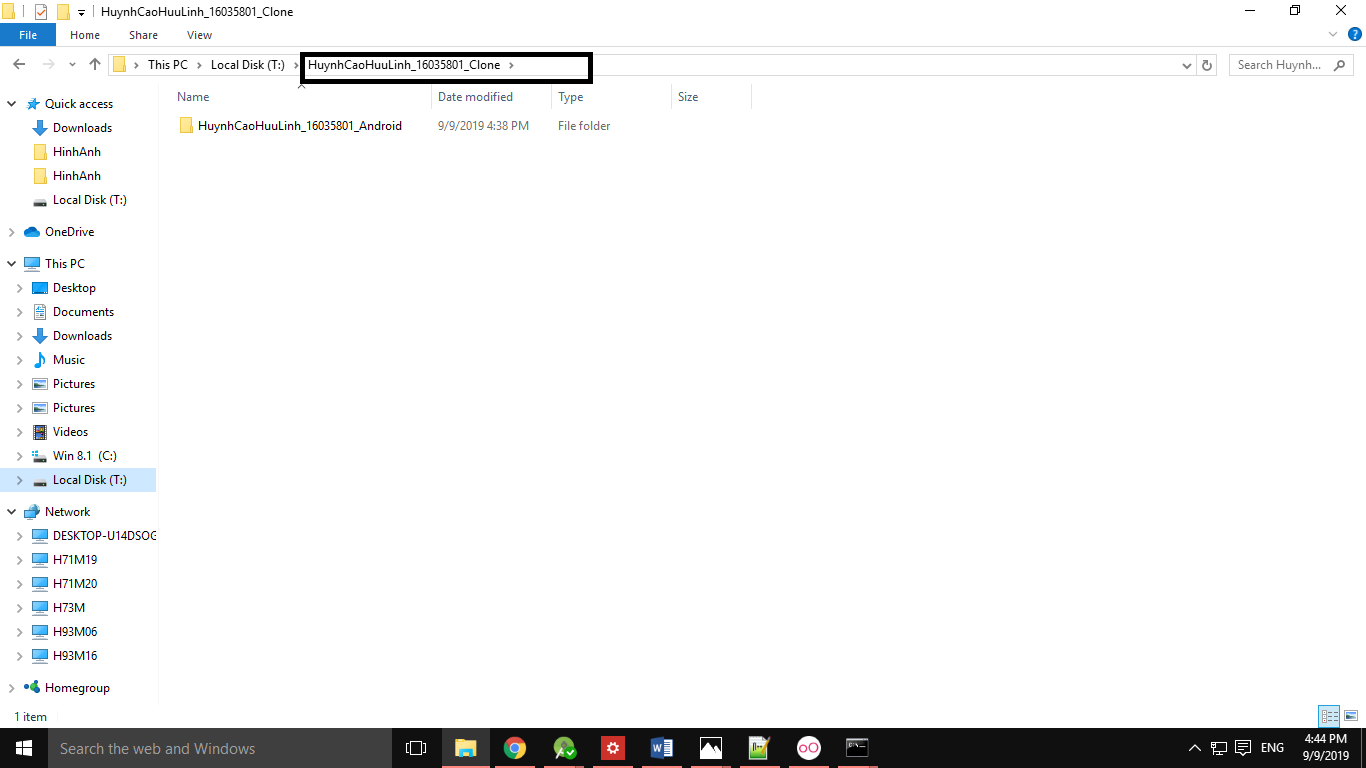 HuynhCaoHuuLinh_16035801_Clone
File Home Share View
This PC Local Disk (T:) HuynhCaoHuuLinh_16035801_Clone Search Huynh...
Name Date modified Type Size
HuynhCaoHuuLinh_16035801_Android 9/9/2019 4:38 PM File folder
Quick access
Downloads
HinhAnh
HinhAnh
Local Disk (T:)
OneDrive
This PC
Desktop
Documents
Downloads
Music
Pictures
Pictures
Videos
Win 8.1 (C:)
Local Disk (T:)
Network
DESKTOP-U14DSOG
H71M19
H71M20
H73M
H93M06
H93M16
Homegroup
1 item
Search the web and Windows
ENG
4:44 PM
9/9/2019